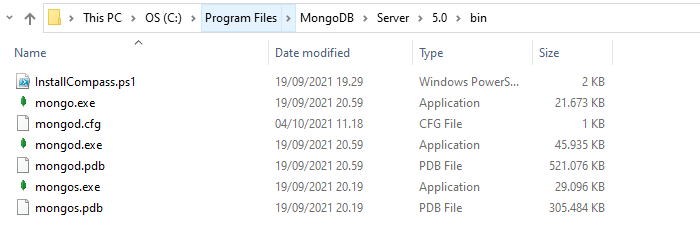 This PC > OS (C:) > Program Files > MongoDB > Server > 5.0 > bin
Name Date modified Type Size
InstallCompass.ps1 19/09/2021 19.29 Windows PowerS... 2 KB
mongo.exe 19/09/2021 20.59 Application 21.673 KB
mongod.cfg 04/10/2021 11.18 CFG File 1 KB
mongod.exe 19/09/2021 20.59 Application 45.935 KB
mongod.pdb 19/09/2021 20.59 PDB File 521.076 KB
mongos.exe 19/09/2021 20.19 Application 29.096 KB
mongos.pdb 19/09/2021 20.19 PDB File 305.484 KB